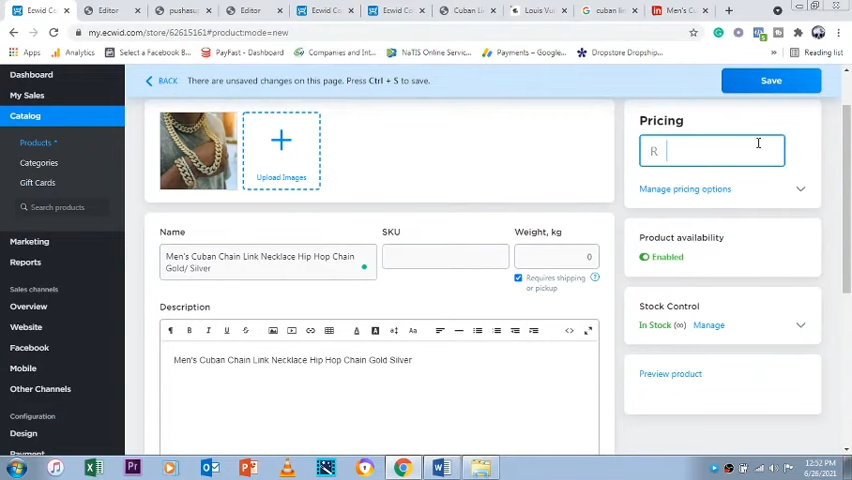 Ecwid Co
Editor
pushasu
Editor
Ecwid Co
Ecwid Co
Cuban Lin
Louis Vu
cuban lin
Men's Cu
my.ecwid.com/store/62615161#product:mode=new
Apps
Select a Facebook B...
PayFast - Dashboard
Companies and Inte...
NaTIS Online Servic...
Payments – Google...
Dropstore Dropship...
Reading list
Dashboard
My Sales
Catalog
Products *
Categories
Gift Cards
Search products
Marketing
Reports
Sales channels
Overview
Website
Facebook
Mobile
Other Channels
Configuration
Design
Payment
BACK
There are unsaved changes on this page. Press Ctrl + S to save.
Save
Upload Images
Name
SKU
Weight, kg
Men's Cuban Chain Link Necklace Hip Hop Chain
Gold/ Silver
0
Requires shipping
or pickup
Description
Men's Cuban Chain Link Necklace Hip Hop Chain Gold Silver
Pricing
R
Manage pricing options
Product availability
Enabled
Stock Control
In Stock (∞) Manage
Preview product
12:52 PM
6/26/2021